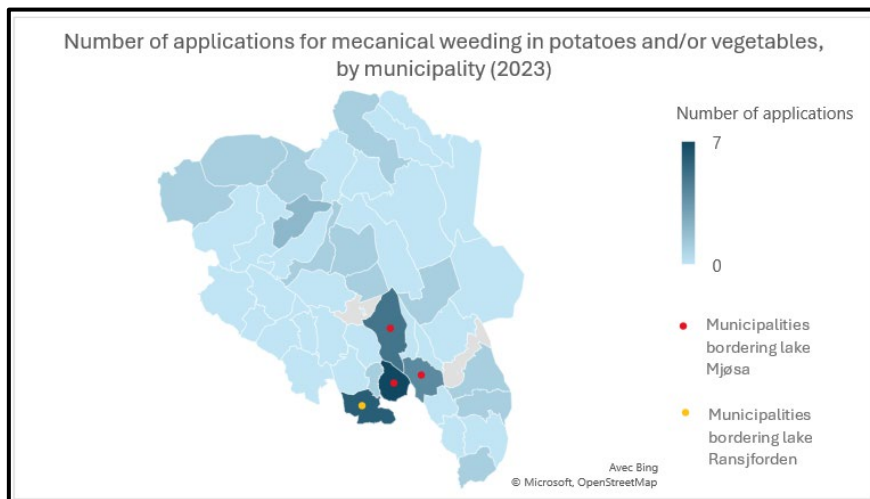 Number of applications for mecanical weeding in potatoes and/or vegetables,
by municipality (2023)
Number of applications
7
0
Municipalities
bordering lake
Mjøsa
Municipalities
bordering lake
Ransjforden
Avec Bing
© Microsoft, OpenStreetMap